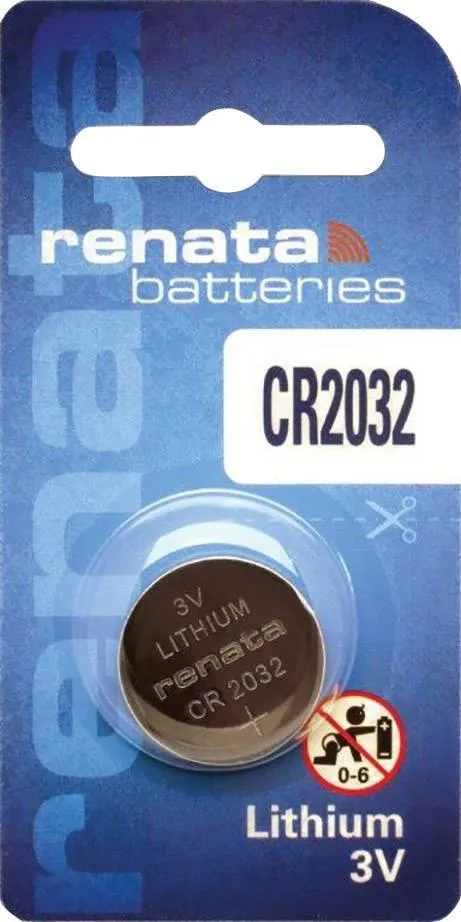 renata
renata
batteries
CR2032
3V
LITHIUM
renata
CR 2032
+
0-6
Lithium
3V